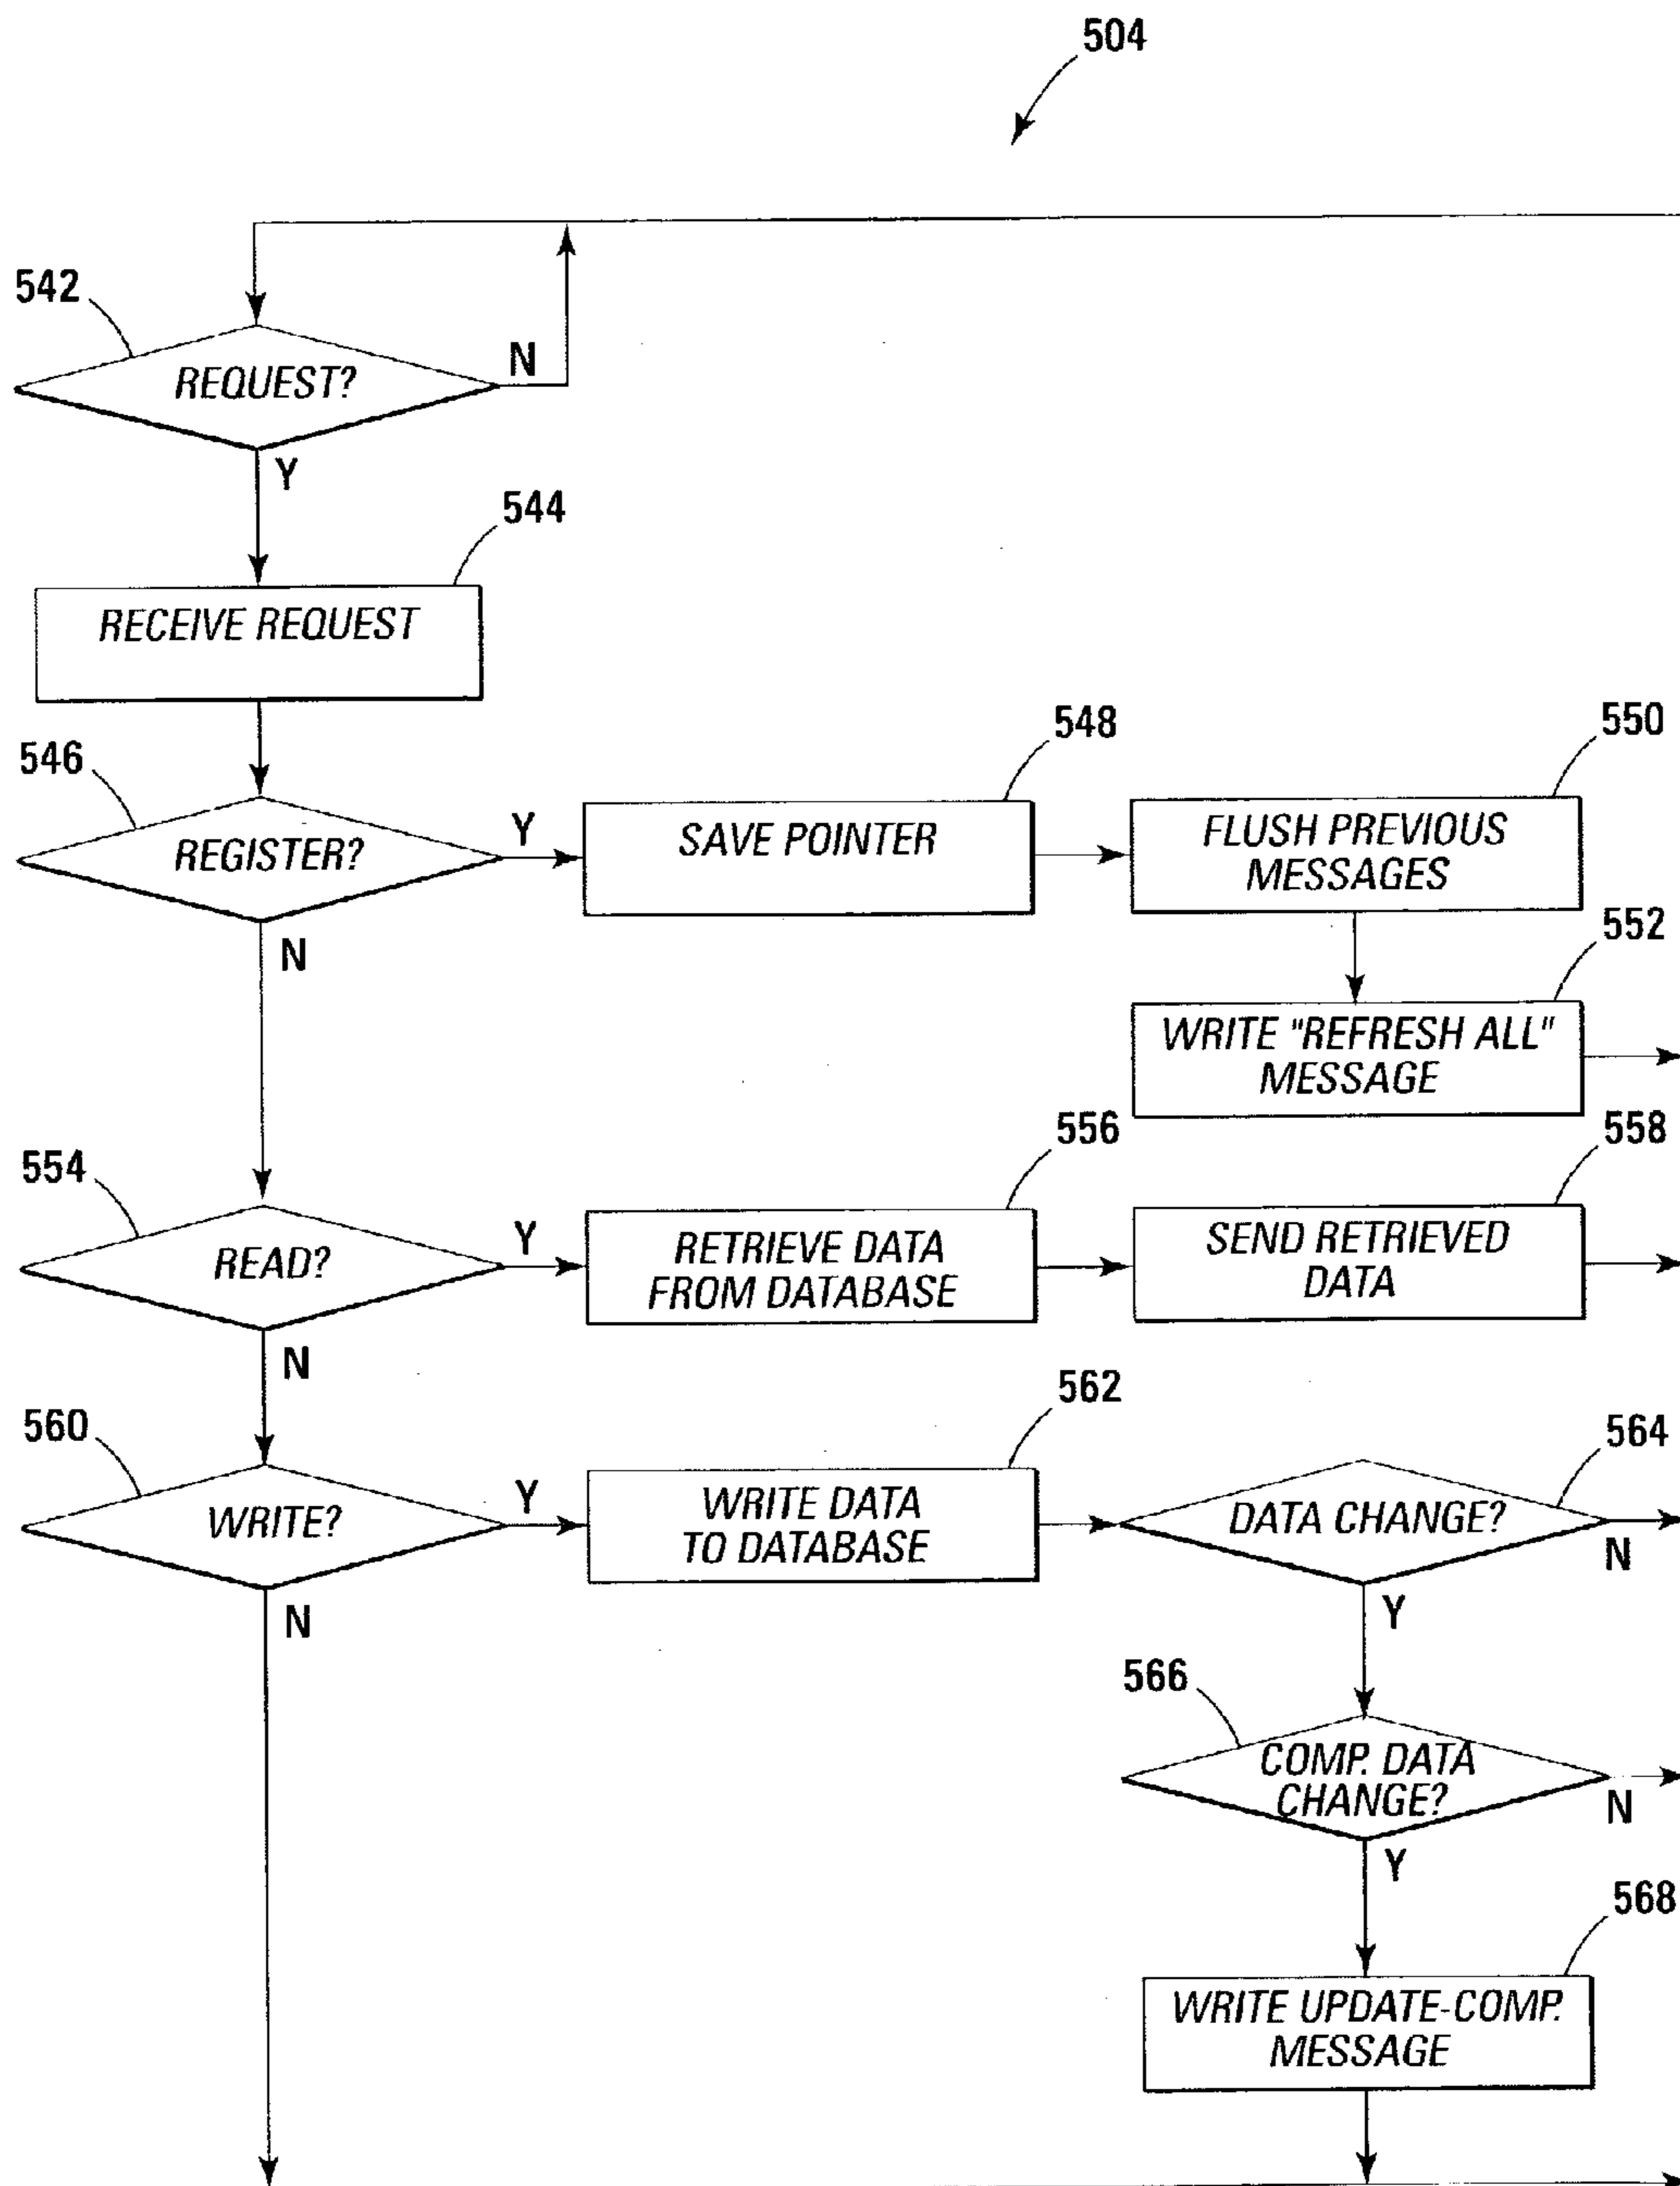 504
542
REQUEST?
N
Y
544
RECEIVE REQUEST
546
REGISTER?
Y
N
548
SAVE POINTER
550
FLUSH PREVIOUS
MESSAGES
552
WRITE "REFRESH ALL"
MESSAGE
554
READ?
Y
N
556
RETRIEVE DATA
FROM DATABASE
558
SEND RETRIEVED
DATA
560
WRITE?
Y
N
562
WRITE DATA
TO DATABASE
564
DATA CHANGE?
N
Y
566
COMP. DATA
CHANGE?
N
Y
568
WRITE UPDATE-COMP.
MESSAGE